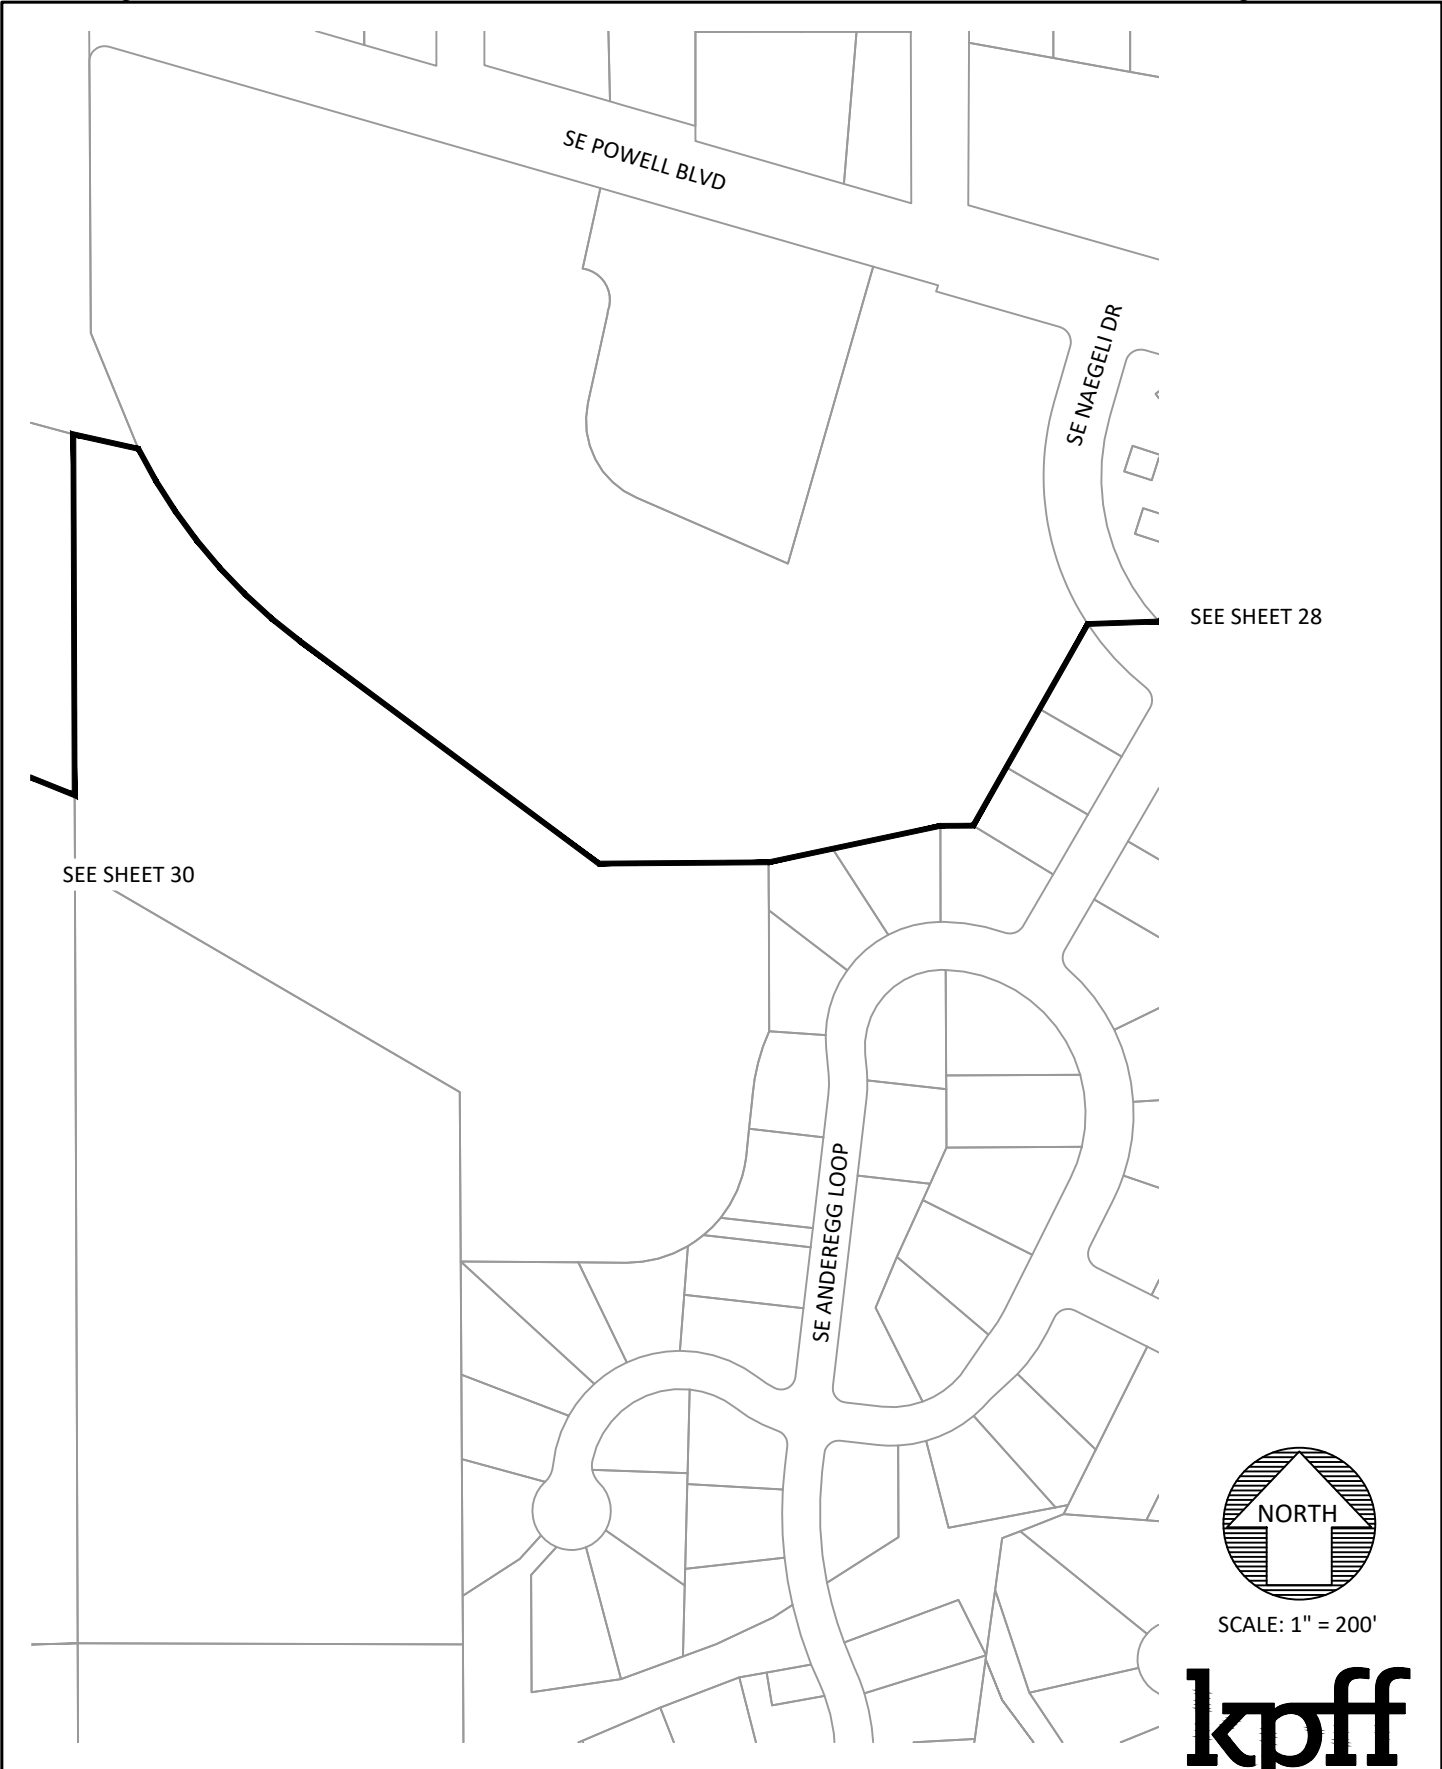 SE POWELL BLVD
SE NAEGELI DR
SEE SHEET 28
SEE SHEET 30
SE ANDEREGG LOOP
NORTH
SCALE: 1" = 200'
kpff